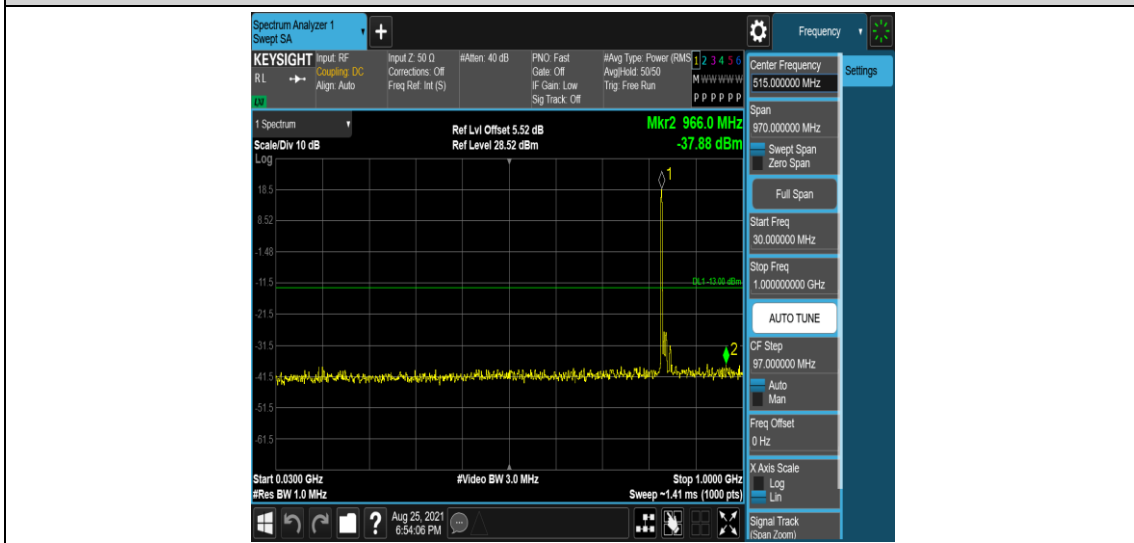 Spectrum Analyzer 1
Swept SA
+
Frequency
KEYSIGHT
RL
Input: RF
Coupling: DC
Align: Auto
Input Z: 50 Ω
Corrections: Off
Freq Ref: Int (S)
#Atten: 40 dB
PNO: Fast
Gate: Off
IF Gain: Low
Sig Track: Off
#Avg Type: Power (RMS
Avg|Hold: 50/50
Trig: Free Run
1 2 3 4 5 6
M W W W W W
P P P P P P
1 Spectrum
Scale/Div 10 dB
Ref Lvl Offset 5.52 dB
Ref Level 28.52 dBm
Mkr2 966.0 MHz
-37.88 dBm
Log
1
18.5
8.52
-1.48
-11.5
DL1 -13.00 dBm
-21.5
-31.5
2
-41.5
-51.5
-61.5
Start 0.0300 GHz
#Res BW 1.0 MHz
#Video BW 3.0 MHz
Stop 1.0000 GHz
Sweep ~1.41 ms (1000 pts)
?
Aug 25, 2021
6:54:06 PM
Center Frequency
515.000000 MHz
Settings
Span
970.000000 MHz
Swept Span
Zero Span
Full Span
Start Freq
30.000000 MHz
Stop Freq
1.000000000 GHz
AUTO TUNE
CF Step
97.000000 MHz
Auto
Man
Freq Offset
0 Hz
X Axis Scale
Log
Lin
Signal Track
(Span Zoom)